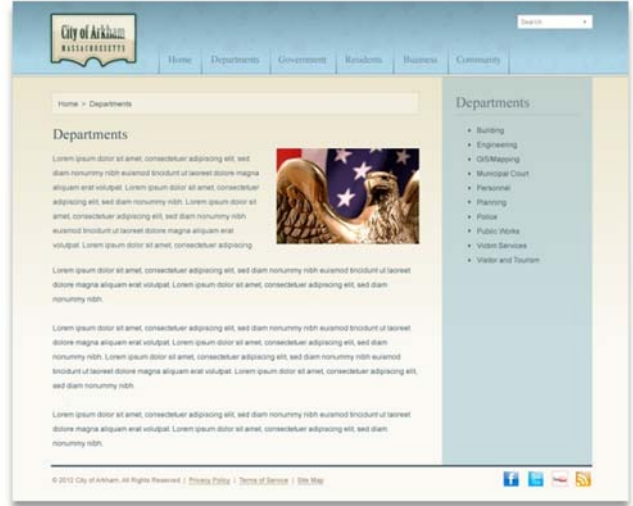 City of Arkham
MASSACHUSETTS
Search
Home Departments Government Residents Business Community
Home > Departments
Departments
Lorem ipsum dolor sit amet, consectetuer adipiscing elit, sed
diam nonummy nibh euismod tincidunt ut laoreet dolore magna
aliquam erat volutpat. Lorem ipsum dolor sit amet, consectetuer
adipiscing elit, sed diam nonummy nibh. Lorem ipsum dolor sit
amet, consectetuer adipiscing elit, sed diam nonummy nibh
euismod tincidunt ut laoreet dolore magna aliquam erat
volutpat. Lorem ipsum dolor sit amet, consectetuer adipiscing.
Lorem ipsum dolor sit amet, consectetuer adipiscing elit, sed diam nonummy nibh euismod tincidunt ut laoreet
dolore magna aliquam erat volutpat. Lorem ipsum dolor sit amet, consectetuer adipiscing elit, sed diam
nonummy nibh.
Lorem ipsum dolor sit amet, consectetuer adipiscing elit, sed diam nonummy nibh euismod tincidunt ut laoreet
dolore magna aliquam erat volutpat. Lorem ipsum dolor sit amet, consectetuer adipiscing elit, sed diam
nonummy nibh. Lorem ipsum dolor sit amet, consectetuer adipiscing elit, sed diam nonummy nibh euismod
tincidunt ut laoreet dolore magna aliquam erat volutpat. Lorem ipsum dolor sit amet, consectetuer adipiscing elit,
sed diam nonummy nibh.
Lorem ipsum dolor sit amet, consectetuer adipiscing elit, sed diam nonummy nibh euismod tincidunt ut laoreet
dolore magna aliquam erat volutpat. Lorem ipsum dolor sit amet, consectetuer adipiscing elit, sed diam
nonummy nibh.
Departments
• Building
• Engineering
• GIS/Mapping
• Municipal Court
• Personnel
• Planning
• Police
• Public Works
• Victim Services
• Visitor and Tourism
© 2012 City of Arkham, All Rights Reserved. | Privacy Policy | Terms of Service | Site Map